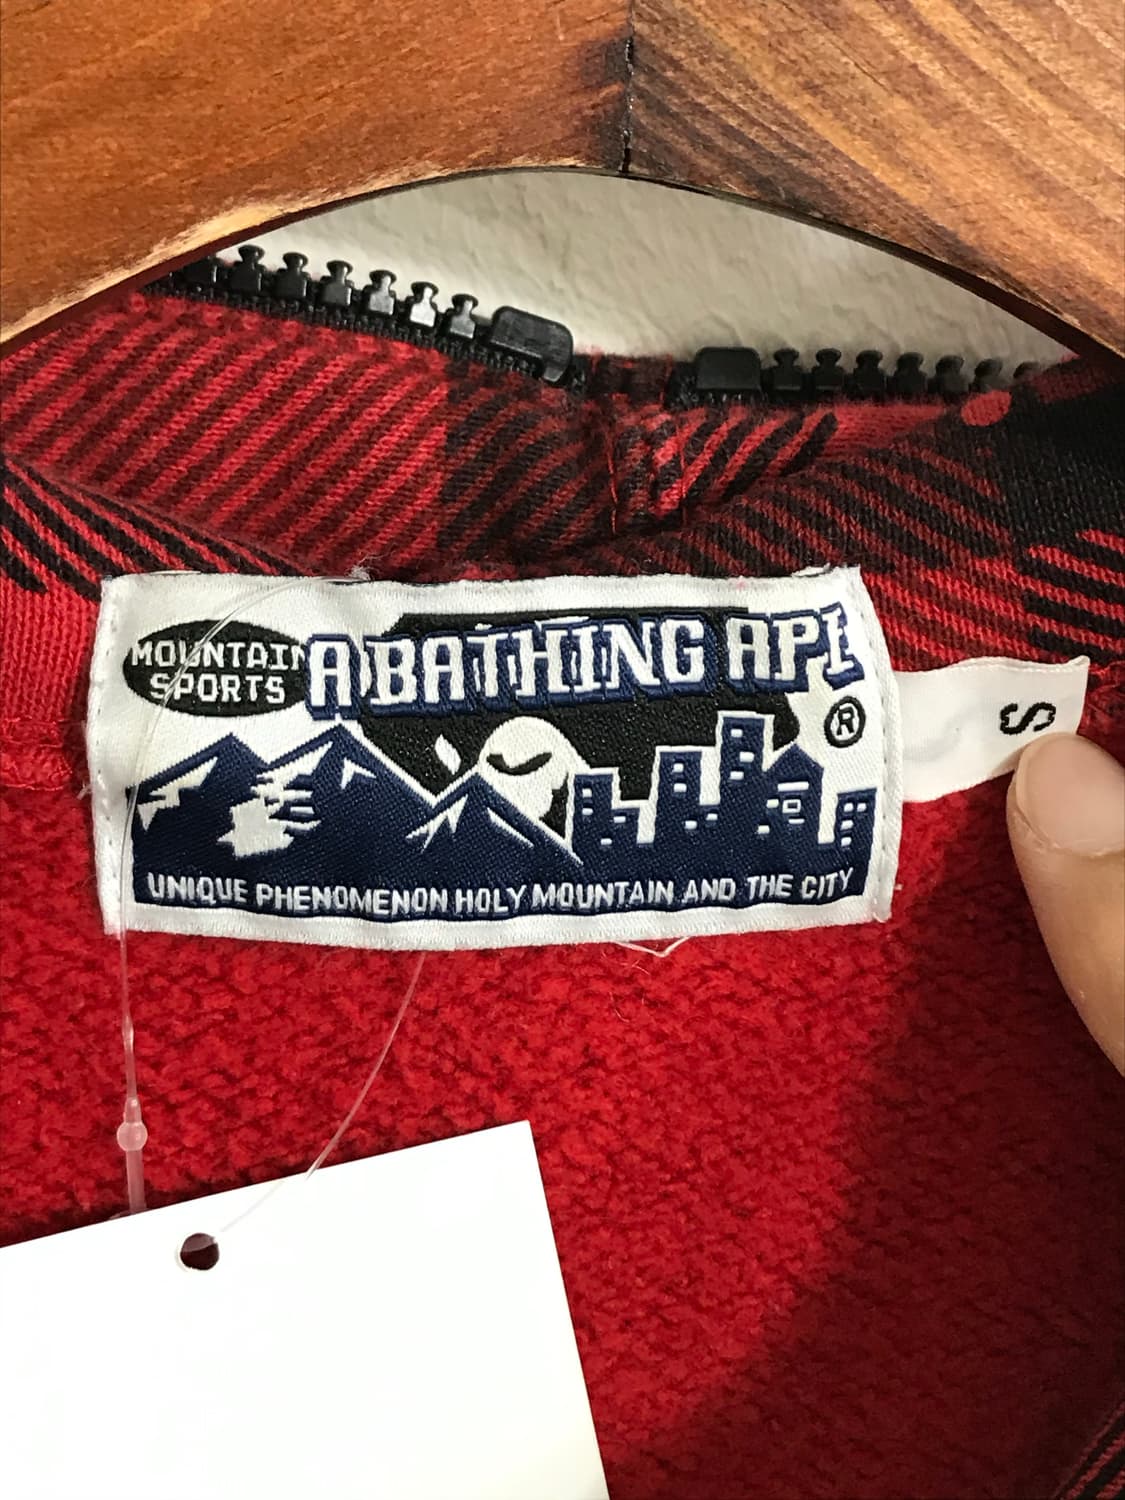 MOUNTAIN
SPORTS
A BATHING APE
®
S
UNIQUE PHENOMENON HOLY MOUNTAIN AND THE CITY